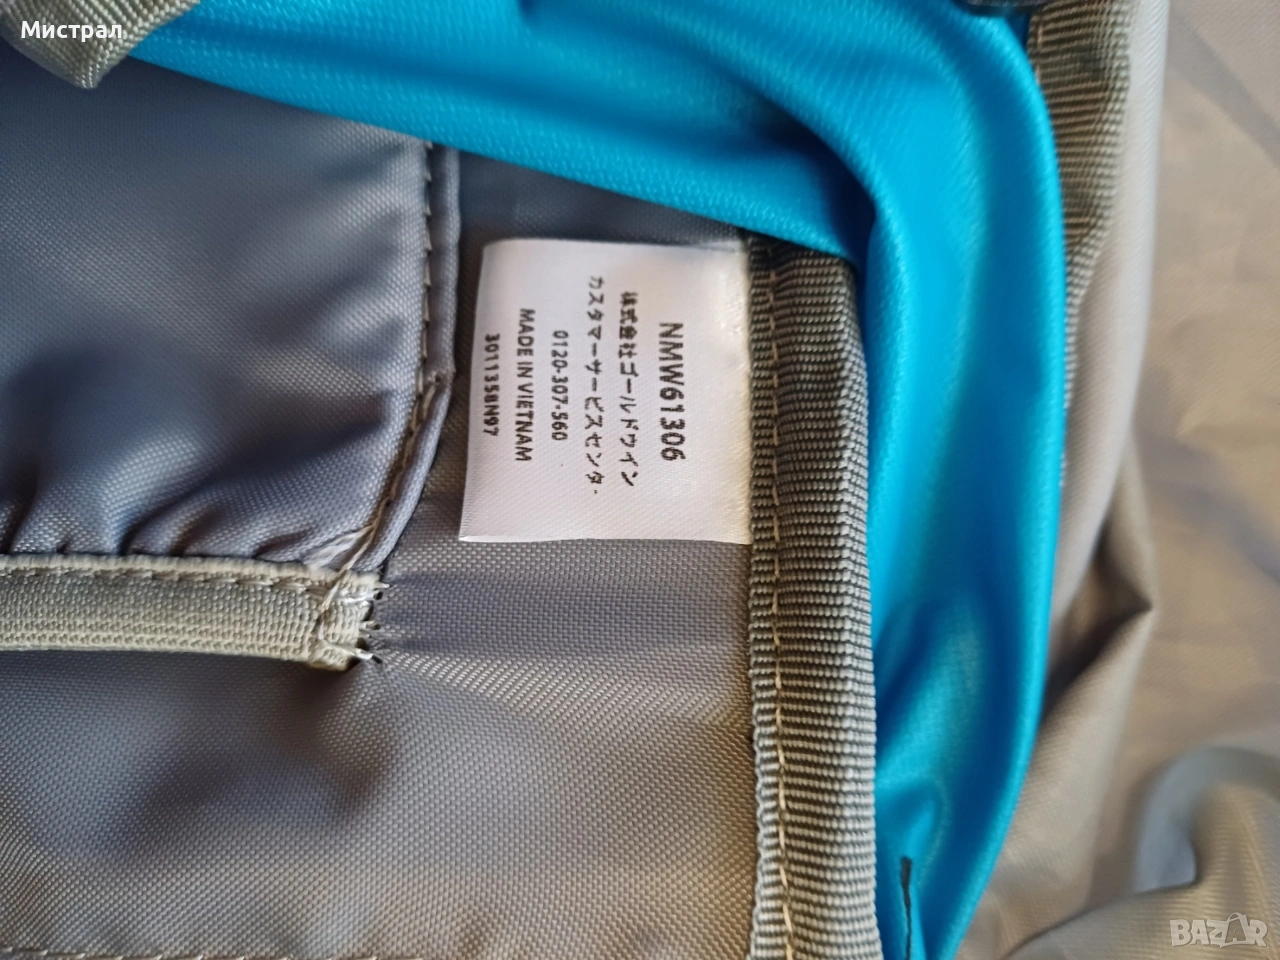 Мистрал
NMW61306
株式会社ゴールドウイン
カスタマーサービスセンター
0120-307-560
MADE IN VIETNAM
3011358N97
BAZAR